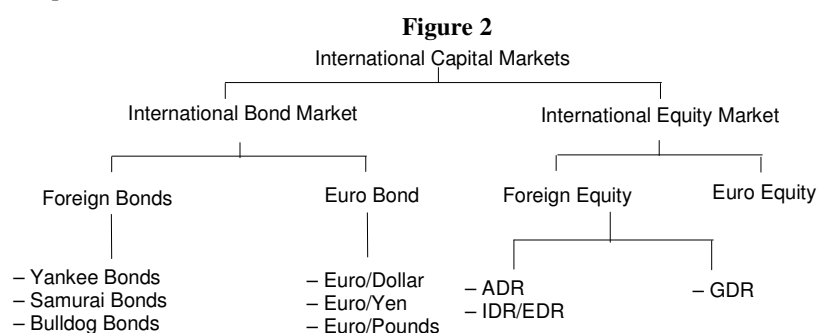 Figure 2
International Capital Markets
International Bond Market
International Equity Market
Foreign Bonds
Euro Bond
Foreign Equity
Euro Equity
– Yankee Bonds
– Samurai Bonds
– Bulldog Bonds
– Euro/Dollar
– Euro/Yen
– Euro/Pounds
– ADR
– IDR/EDR
– GDR